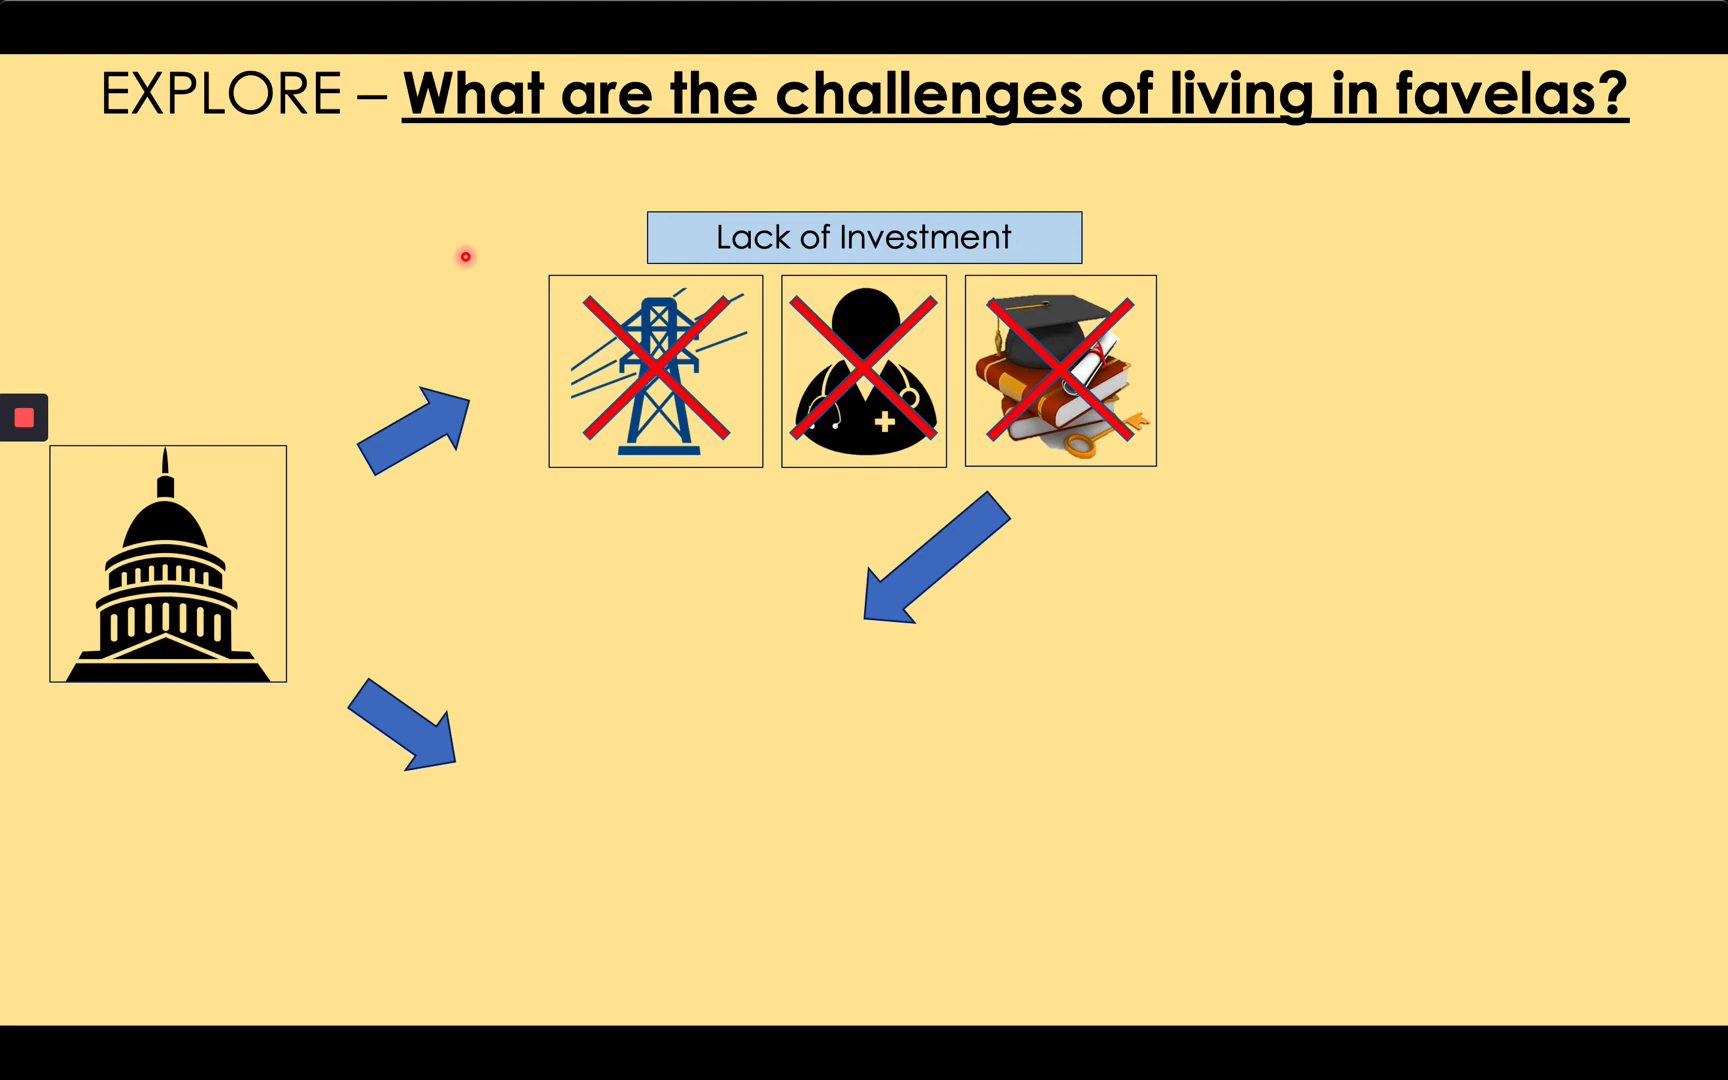 EXPLORE – What are the challenges of living in favelas?
Lack of Investment